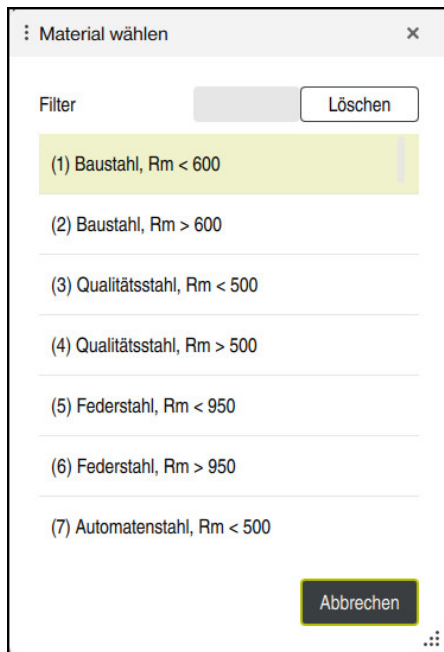 Material wählen
Filter Löschen
(1) Baustahl, Rm < 600
(2) Baustahl, Rm > 600
(3) Qualitätsstahl, Rm < 500
(4) Qualitätsstahl, Rm > 500
(5) Federstahl, Rm < 950
(6) Federstahl, Rm > 950
(7) Automatenstahl, Rm < 500
Abbrechen